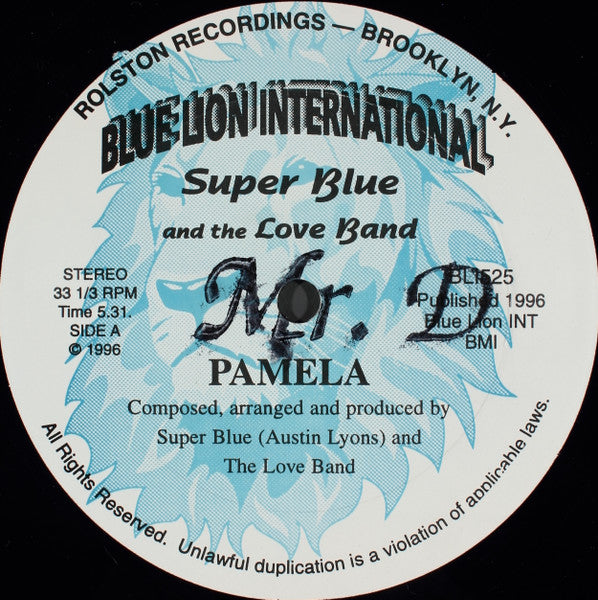 ROLSTON RECORDINGS — BROOKLYN, N.Y.
BLUE LION INTERNATIONAL
Super Blue
and the Love Band
Mr. D
STEREO
33 1/3 RPM
Time 5.31.
SIDE A
© 1996
BLI525
Published 1996
Blue Lion INT
BMI
PAMELA
Composed, arranged and produced by
Super Blue (Austin Lyons) and
The Love Band
All Rights Reserved. Unlawful duplication is a violation of applicable laws.